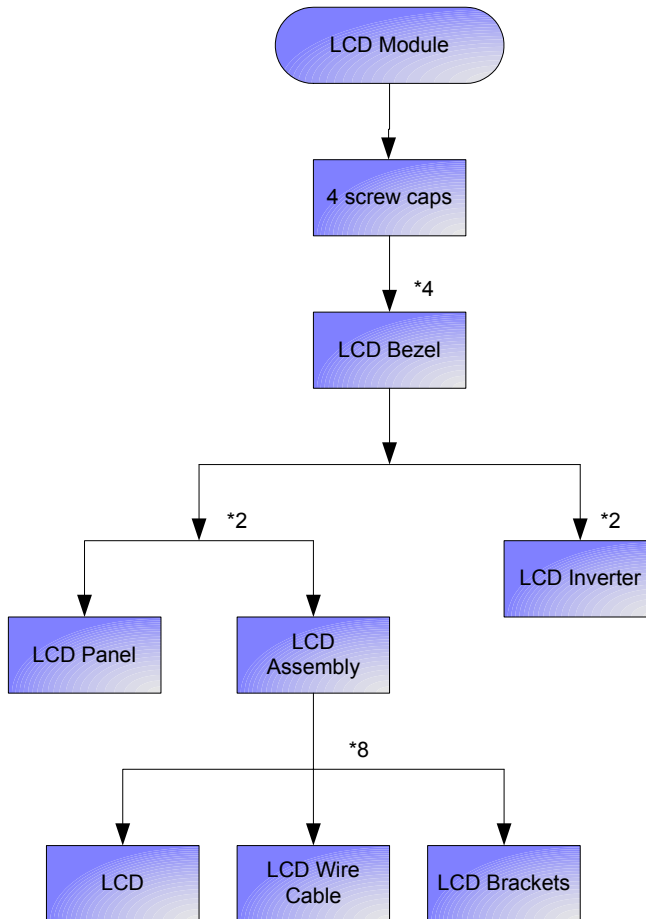 LCD Module
4 screw caps
*4
LCD Bezel
*2
*2
LCD Inverter
LCD Panel
LCD
Assembly
*8
LCD
LCD Wire
Cable
LCD Brackets